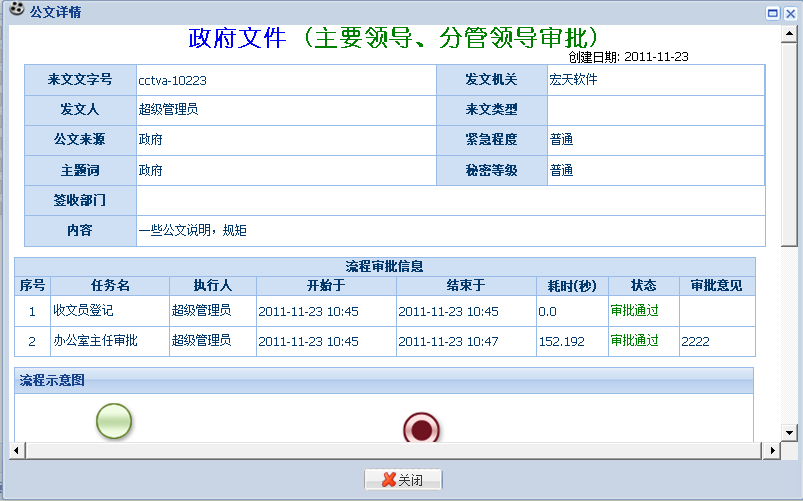 公文详情
政府文件（主要领导、分管领导审批）
创建日期: 2011-11-23
来文文字号 cctva-10223 发文机关 宏天软件
发文人 超级管理员 来文类型
公文来源 政府 紧急程度 普通
主题词 政府 秘密等级 普通
签收部门
内容 一些公文说明，规矩
流程审批信息
序号 任务名 执行人 开始于 结束于 耗时(秒) 状态 审批意见
1 收文员登记 超级管理员 2011-11-23 10:45 2011-11-23 10:45 0.0 审批通过
2 办公室主任审批 超级管理员 2011-11-23 10:45 2011-11-23 10:47 152.192 审批通过 2222
流程示意图
关闭